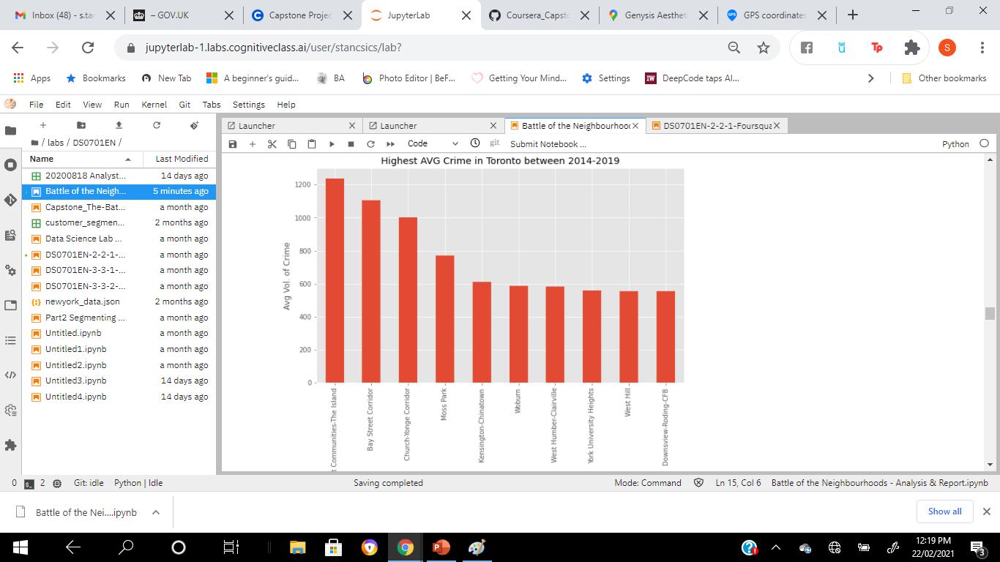 Inbox (48) - s.tar
– GOV.UK
Capstone Projec
JupyterLab
Coursera_Capst
Genysis Aestheti
GPS coordinates
jupyterlab-1.labs.cognitiveclass.ai/user/stancsics/lab?
S
Apps
Bookmarks
New Tab
A beginner's guid...
BA
Photo Editor | BeF...
Getting Your Mind...
Settings
IW DeepCode taps AI...
Other bookmarks
File Edit View Run Kernel Git Tabs Settings Help
Launcher
Launcher
Battle of the Neighbourhood
DS0701EN-2-2-1-Foursqua
/ labs / DS0701EN /
Code
git
Submit Notebook ...
Python
Name Last Modified
20200818 Analyst... 14 days ago
Battle of the Neigh... 5 minutes ago
Capstone_The-Bat... a month ago
customer_segmen... 2 months ago
Data Science Lab ... a month ago
DS0701EN-2-2-1-... a month ago
DS0701EN-3-3-1-... a month ago
DS0701EN-3-3-2-... a month ago
newyork_data.json 2 months ago
Part2 Segmenting ... a month ago
Untitled.ipynb a month ago
Untitled1.ipynb a month ago
Untitled2.ipynb a month ago
Untitled3.ipynb 14 days ago
Untitled4.ipynb 14 days ago
Highest AVG Crime in Toronto between 2014-2019
Avg Vol. of Crime
1200
1000
800
600
400
200
0
t Communities-The Island
Bay Street Corridor
Church-Yonge Corridor
Moss Park
Kensington-Chinatown
Woburn
West Humber-Clairville
York University Heights
West Hill
Downsview-Roding-CFB
0 2 Git: idle Python | Idle Saving completed Mode: Command Ln 15, Col 6 Battle of the Neighbourhoods - Analysis & Report.ipynb
Battle of the Nei....ipynb
Show all
12:19 PM
22/02/2021
3